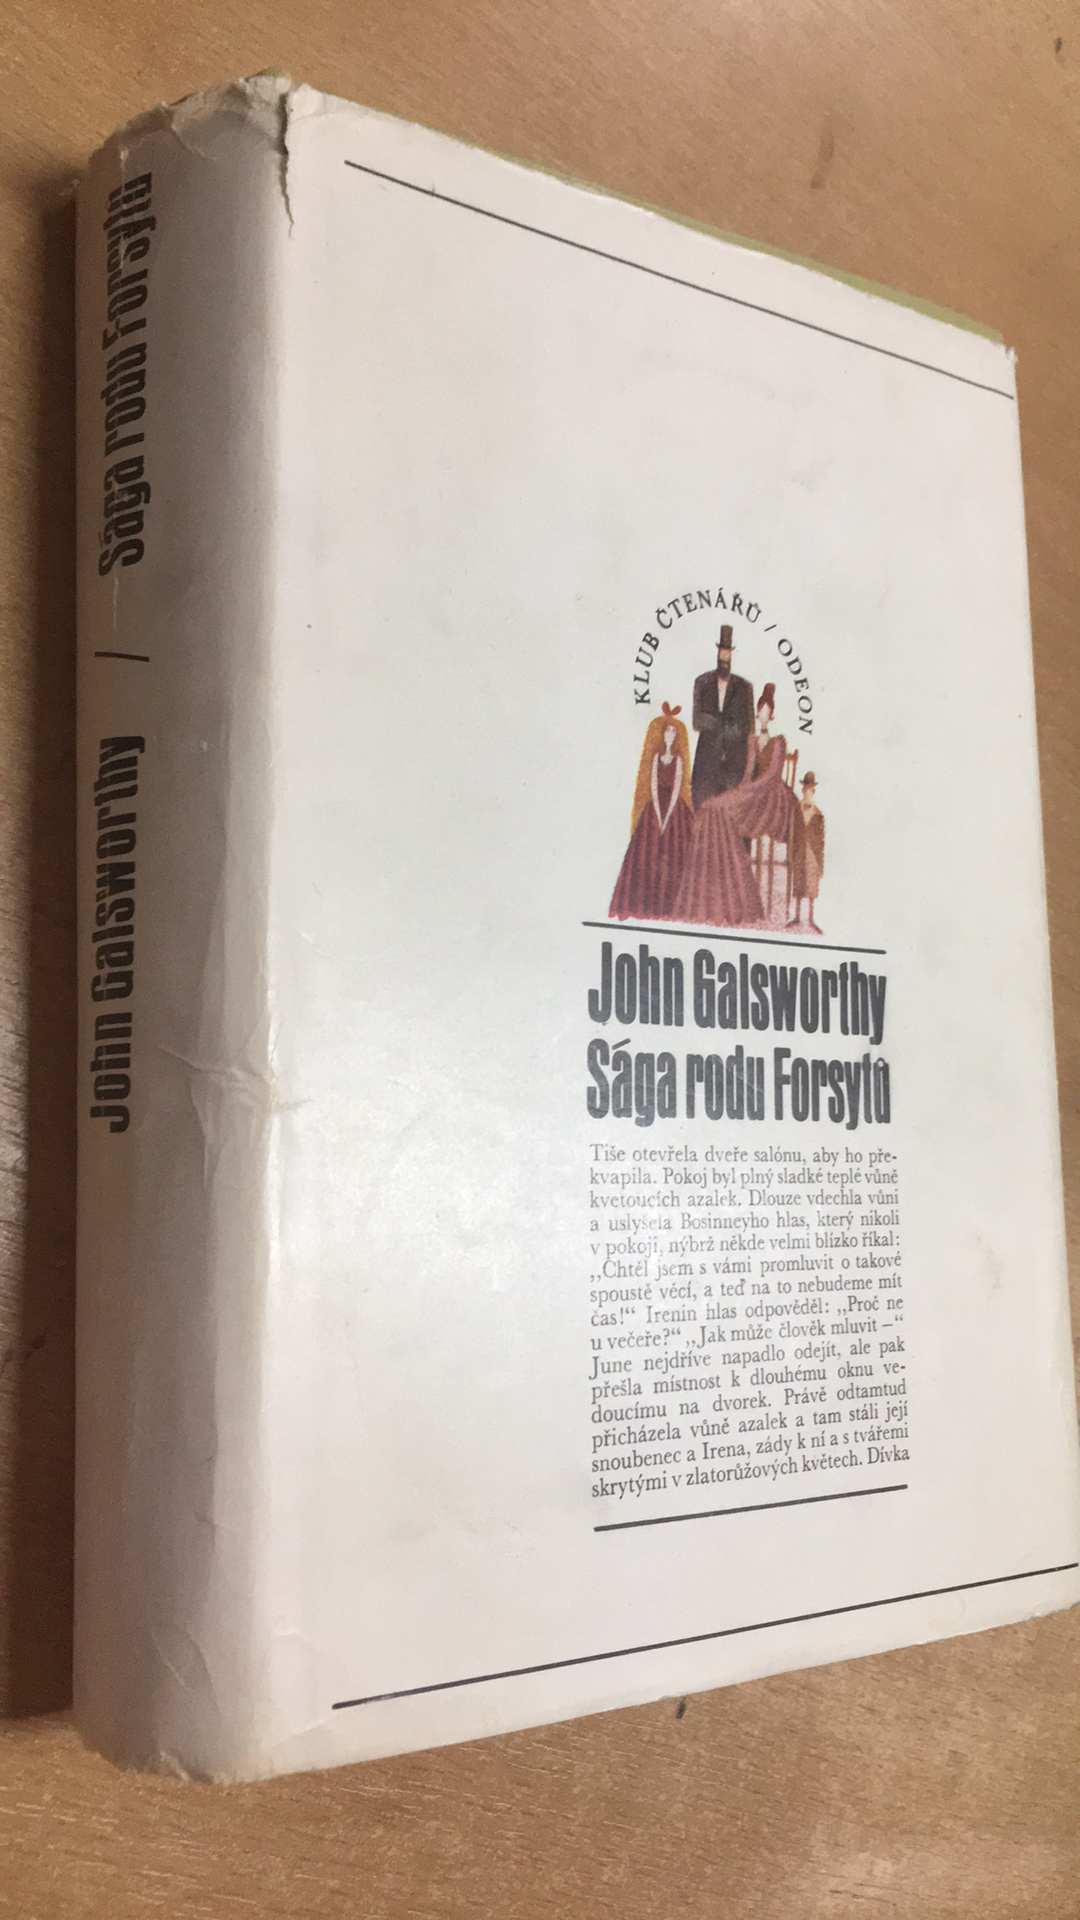 John Galsworthy / Sága rodu Forsytů
KLUB ČTENÁŘŮ / ODEON
John Galsworthy
Sága rodu Forsytů
Tiše otevřela dveře salónu, aby ho pře-
kvapila. Pokoj byl plný sladké teplé vůně
kvetoucích azalek. Dlouze vdechla vůni
a uslyšela Bosinneyho hlas, který nikoli
v pokoji, nýbrž někde velmi blízko říkal:
„Chtěl jsem s vámi promluvit o takové
spoustě věcí, a teď na to nebudeme mít
čas!“ Irenin hlas odpověděl: „Proč ne
u večeře?“ „Jak může člověk mluvit —“
June nejdříve napadlo odejít, ale pak
přešla místnost k dlouhému oknu ve-
doucímu na dvorek. Právě odtamtud
přicházela vůně azalek a tam stáli její
snoubenec a Irena, zády k ní a s tvářemi
skrytými v zlatorůžových květech. Dívka